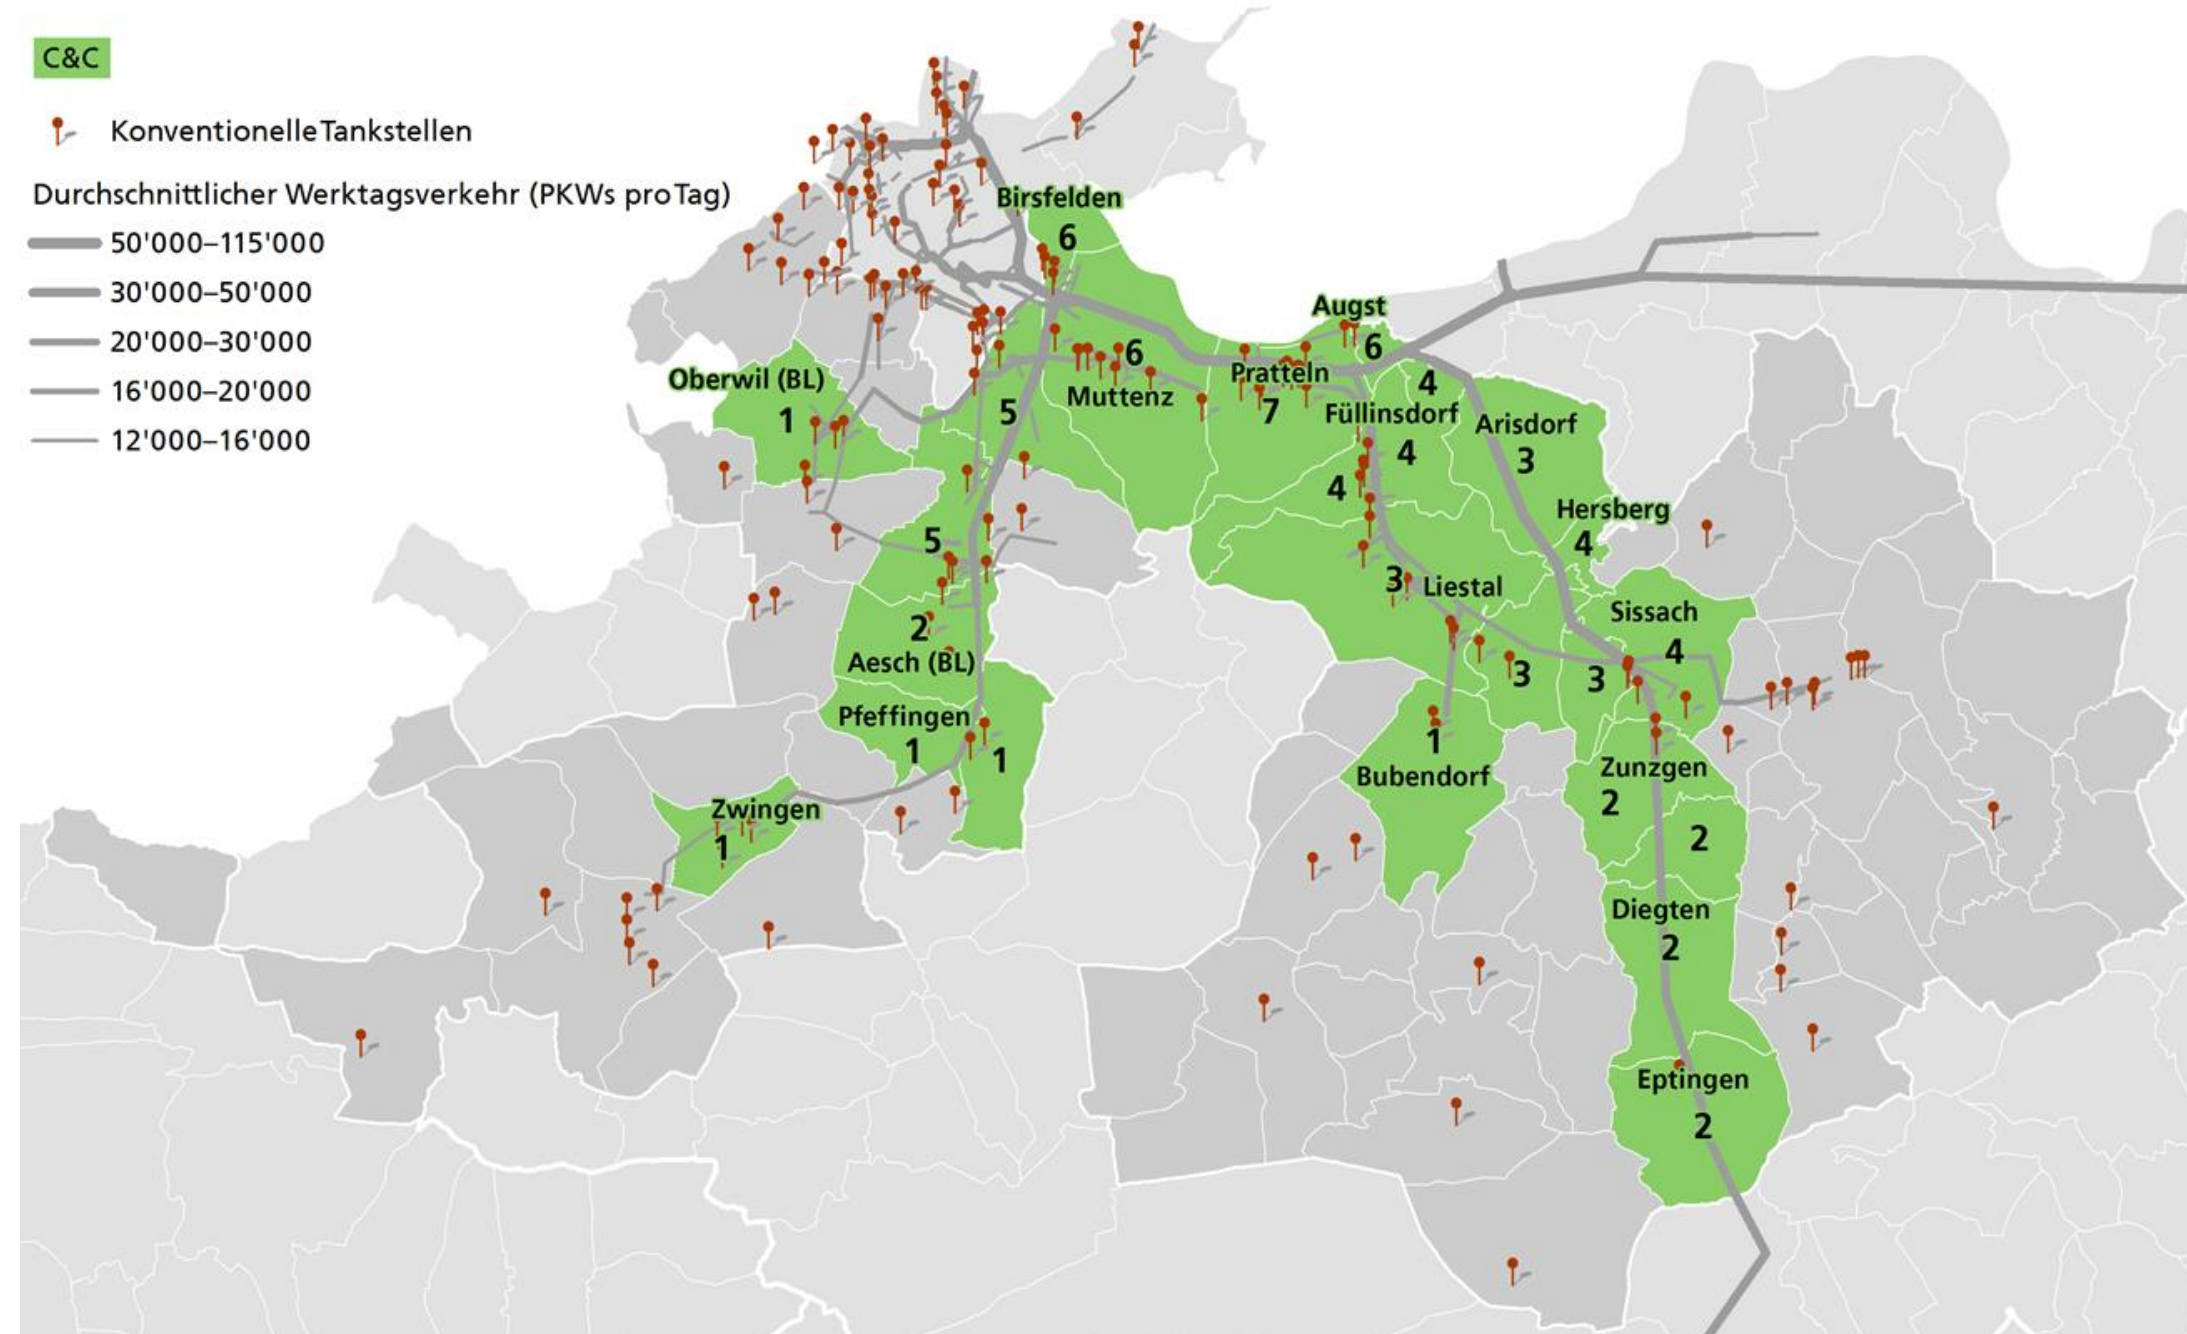 C&C
Konventionelle Tankstellen
Durchschnittlicher Werktagsverkehr (PKWs pro Tag)
50'000–115'000
30'000–50'000
20'000–30'000
16'000–20'000
12'000–16'000
Birsfelden
6
Augst
6
6
Muttenz
Pratteln
7
Oberwil (BL)
1
5
4
Füllinsdorf
4
4
Arisdorf
3
Hersberg
4
5
3
Liestal
Sissach
4
2
Aesch (BL)
3
3
Pfeffingen
1
1
1
Bubendorf
Zunzgen
2
2
Zwingen
1
Diegten
2
Eptingen
2